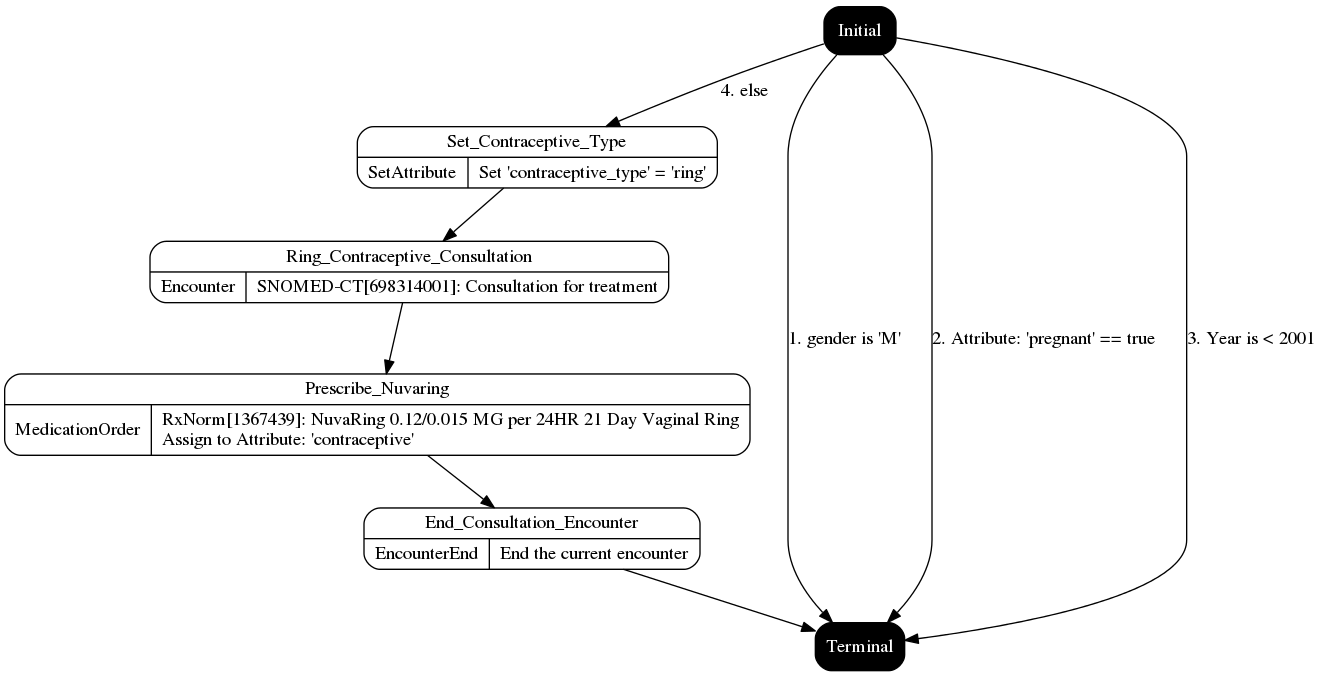 Initial
4. else
Set_Contraceptive_Type
SetAttribute Set 'contraceptive_type' = 'ring'
Ring_Contraceptive_Consultation
Encounter SNOMED-CT[698314001]: Consultation for treatment
1. gender is 'M'
2. Attribute: 'pregnant' == true
3. Year is < 2001
Prescribe_Nuvaring
MedicationOrder
RxNorm[1367439]: NuvaRing 0.12/0.015 MG per 24HR 21 Day Vaginal Ring
Assign to Attribute: 'contraceptive'
End_Consultation_Encounter
EncounterEnd End the current encounter
Terminal